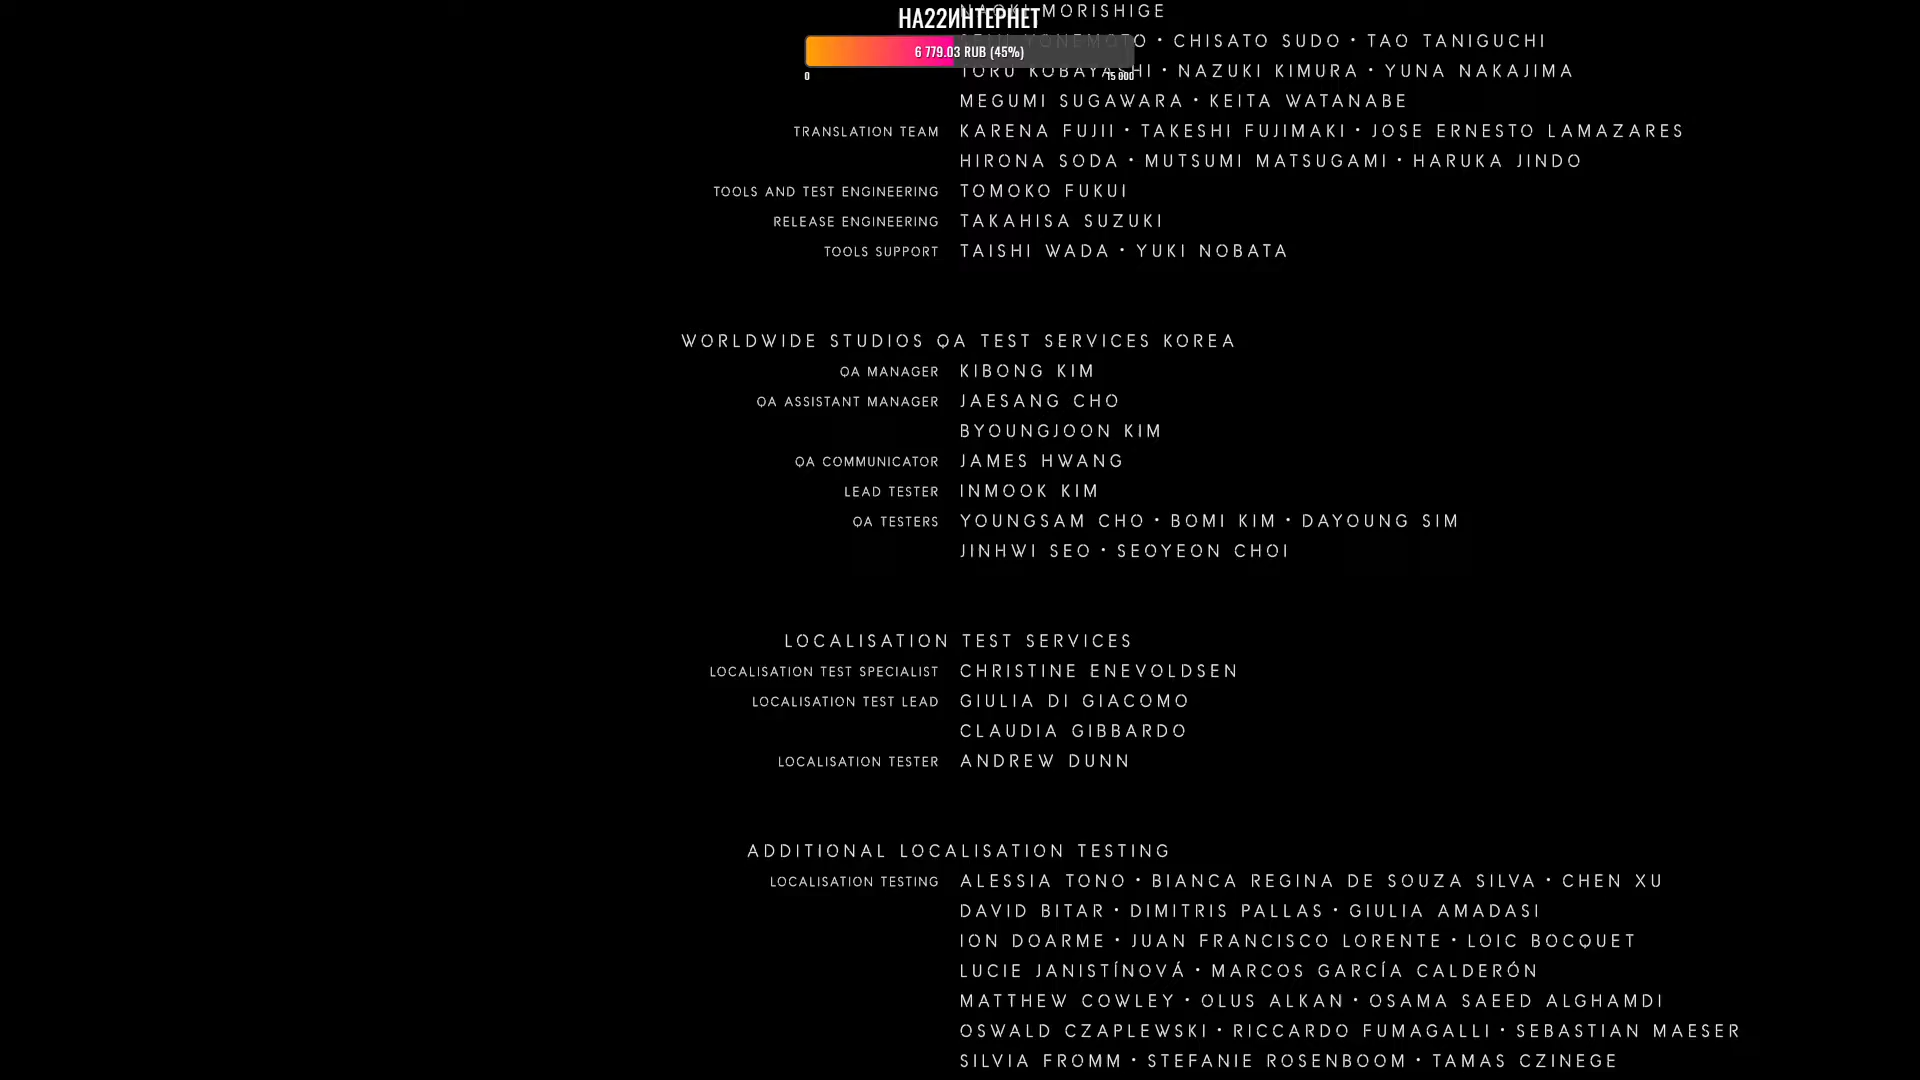 NAOKI MORISHIGE
НА22ИНТЕРНЕТ
SEIJI YONEMOTO • CHISATO SUDO • TAO TANIGUCHI
6 779.03 RUB (45%)
TORU KOBAYASHI • NAZUKI KIMURA • YUNA NAKAJIMA
0 15 000
MEGUMI SUGAWARA • KEITA WATANABE
TRANSLATION TEAM KARENA FUJII • TAKESHI FUJIMAKI • JOSE ERNESTO LAMAZARES
HIRONA SODA • MUTSUMI MATSUGAMI • HARUKA JINDO
TOOLS AND TEST ENGINEERING TOMOKO FUKUI
RELEASE ENGINEERING TAKAHISA SUZUKI
TOOLS SUPPORT TAISHI WADA • YUKI NOBATA
WORLDWIDE STUDIOS QA TEST SERVICES KOREA
QA MANAGER KIBONG KIM
QA ASSISTANT MANAGER JAESANG CHO
BYOUNGJOON KIM
QA COMMUNICATOR JAMES HWANG
LEAD TESTER INMOOK KIM
QA TESTERS YOUNGSAM CHO • BOMI KIM • DAYOUNG SIM
JINHWI SEO • SEOYEON CHOI
LOCALISATION TEST SERVICES
LOCALISATION TEST SPECIALIST CHRISTINE ENEVOLDSEN
LOCALISATION TEST LEAD GIULIA DI GIACOMO
CLAUDIA GIBBARDO
LOCALISATION TESTER ANDREW DUNN
ADDITIONAL LOCALISATION TESTING
LOCALISATION TESTING ALESSIA TONO • BIANCA REGINA DE SOUZA SILVA • CHEN XU
DAVID BITAR • DIMITRIS PALLAS • GIULIA AMADASI
ION DOARME • JUAN FRANCISCO LORENTE • LOIC BOCQUET
LUCIE JANISTÍNOVÁ • MARCOS GARCÍA CALDERÓN
MATTHEW COWLEY • OLUS ALKAN • OSAMA SAEED ALGHAMDI
OSWALD CZAPLEWSKI • RICCARDO FUMAGALLI • SEBASTIAN MAESER
SILVIA FROMM • STEFANIE ROSENBOOM • TAMAS CZINEGE